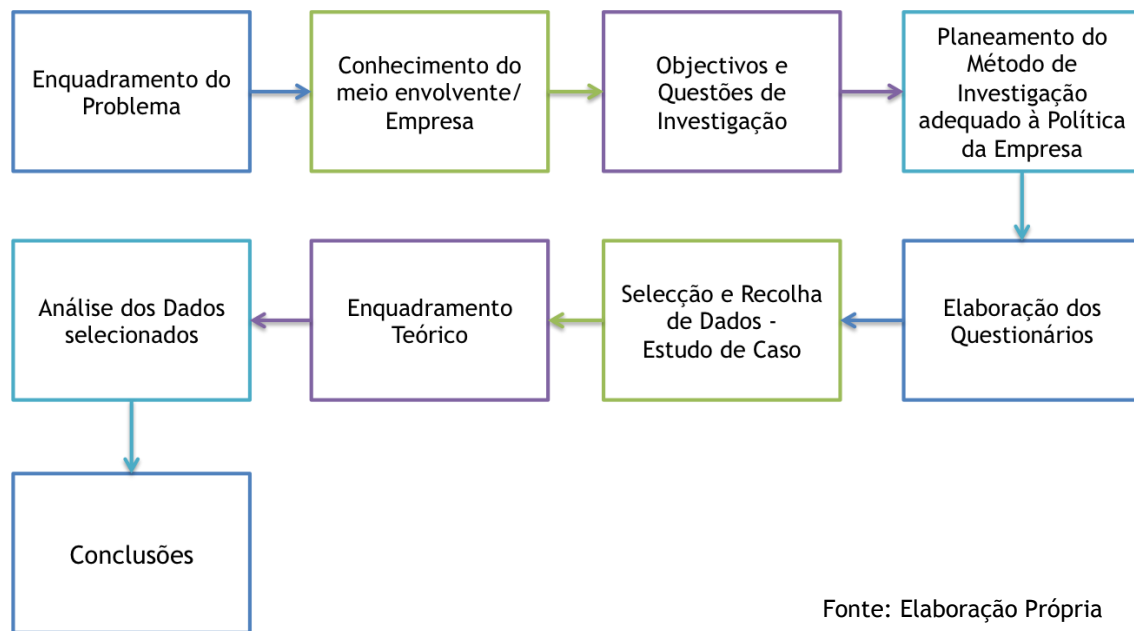 Enquadramento do
Problema
Conhecimento do
meio envolvente/
Empresa
Objectivos e
Questões de
Investigação
Planeamento do
Método de
Investigação
adequado à Política
da Empresa
Elaboração dos
Questionários
Selecção e Recolha
de Dados -
Estudo de Caso
Enquadramento
Teórico
Análise dos Dados
selecionados
Conclusões
Fonte: Elaboração Própria